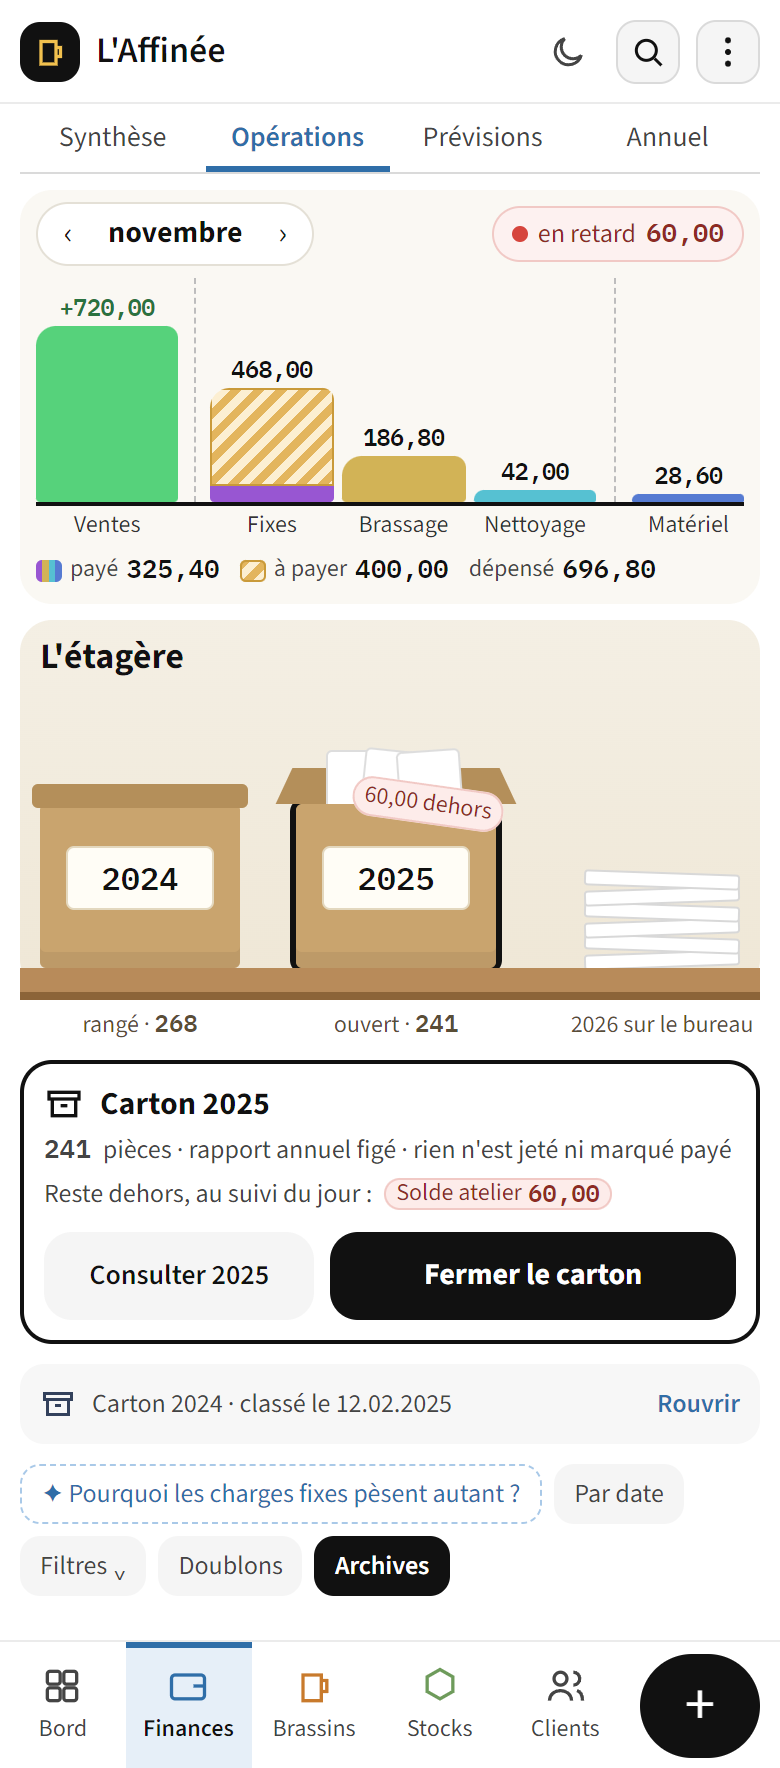 L'Affinée
Synthèse Opérations Prévisions Annuel
‹ novembre › en retard 60,00
+720,00
468,00
186,80
42,00
28,60
Ventes Fixes Brassage Nettoyage Matériel
payé 325,40 à payer 400,00 dépensé 696,80
L'étagère
60,00 dehors
2024 2025
rangé · 268 ouvert · 241 2026 sur le bureau
Carton 2025
241 pièces · rapport annuel figé · rien n'est jeté ni marqué payé
Reste dehors, au suivi du jour : Solde atelier 60,00
Consulter 2025 Fermer le carton
Carton 2024 · classé le 12.02.2025 Rouvrir
✦ Pourquoi les charges fixes pèsent autant ? Par date
Filtres ˅ Doublons Archives
Bord Finances Brassins Stocks Clients +